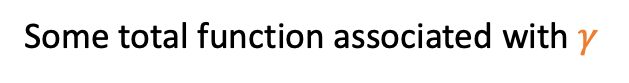 Some total function associated with γ